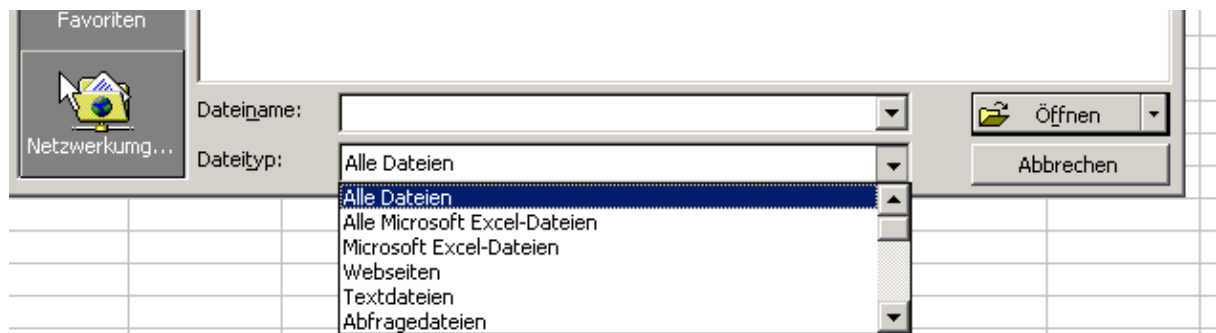 Favoriten
Netzwerkumg...
Dateiname:
Öffnen
Dateityp:
Alle Dateien
Abbrechen
Alle Dateien
Alle Microsoft Excel-Dateien
Microsoft Excel-Dateien
Webseiten
Textdateien
Abfragedateien